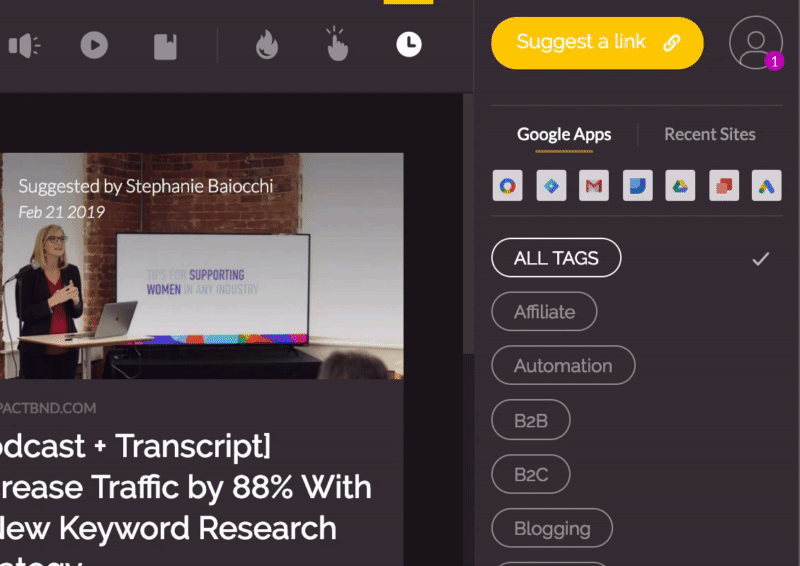 Suggest a link
1
Google Apps
Recent Sites
Suggested by Stephanie Baiocchi
Feb 21 2019
TIPS FOR SUPPORTING
WOMEN IN ANY INDUSTRY
PACTBND.COM
odcast + Transcript]
rease Traffic by 88% With
New Keyword Research
ALL TAGS
Affiliate
Automation
B2B
B2C
Blogging